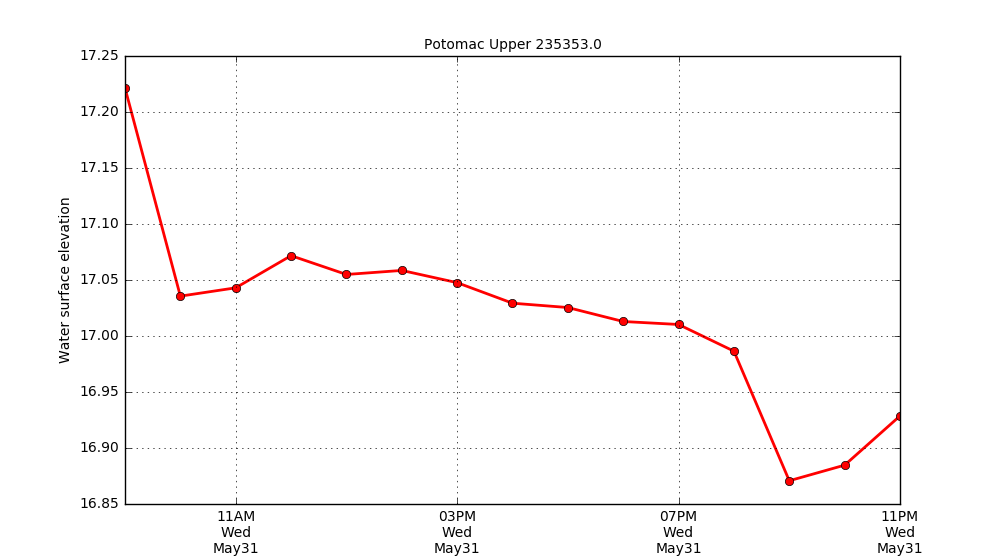 Potomac Upper 235353.0
17.25
17.20
17.15
17.10
17.05
17.00
16.95
16.90
16.85
Water surface elevation
11AM
Wed
May31
03PM
Wed
May31
07PM
Wed
May31
11PM
Wed
May31